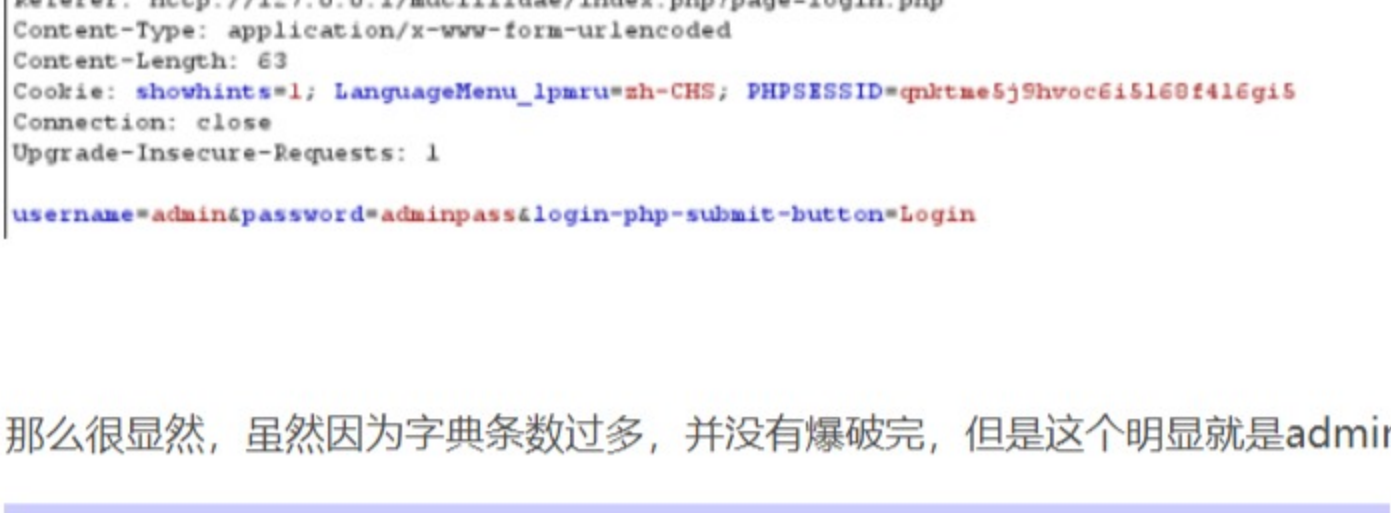 Content-Type: application/x-www-form-urlencoded
Content-Length: 63
Cookie: showhints=1; LanguageMenu_lpmru=zh-CHS; PHPSESSID=qnktme5j9hvoc6i5l68f4l6gi5
Connection: close
Upgrade-Insecure-Requests: 1
username=admin&password=adminpass&login-php-submit-button=Login
那么很显然，虽然因为字典条数过多，并没有爆破完，但是这个明显就是admin